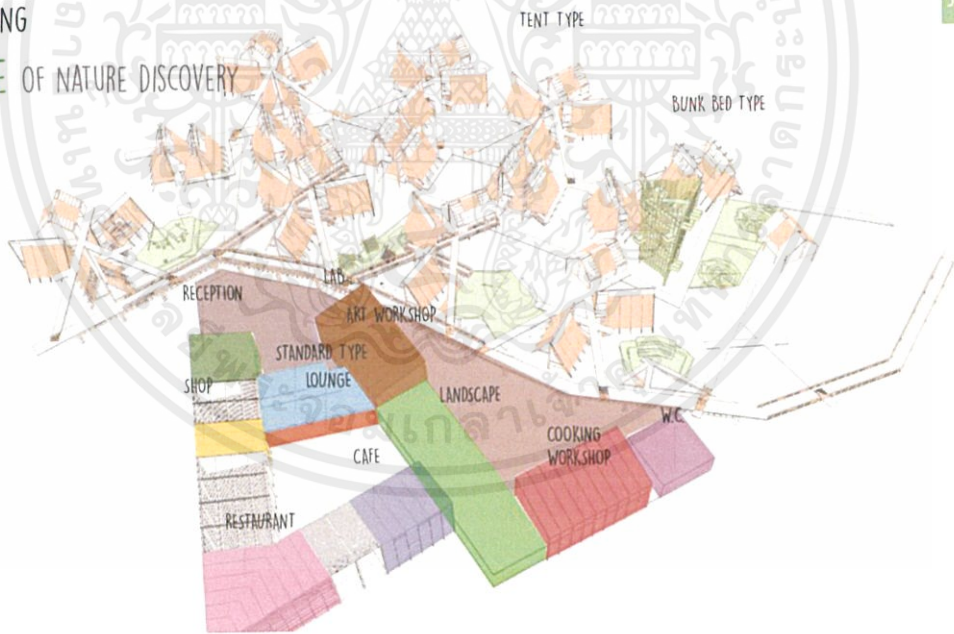 NG
TENT TYPE
E OF NATURE DISCOVERY
BUNK BED TYPE
LAB
RECEPTION
ART WORKSHOP
STANDARD TYPE
SHOP
LOUNGE
LANDSCAPE
W.C.
COOKING
WORKSHOP
CAFE
RESTAURANT